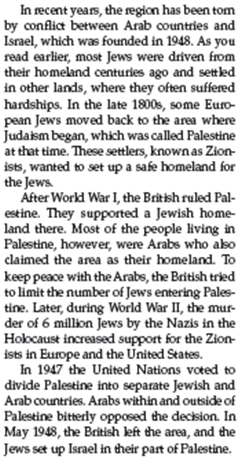 In recent years, the region has been torn
by conflict between Arab countries and
Israel, which was founded in 1948. As you
read earlier, most Jews were driven from
their homeland centuries ago and settled
in other lands, where they often suffered
hardships. In the late 1800s, some Euro-
pean Jews moved back to the area where
Judaism began, which was called Palestine
at that time. These settlers, known as Zion-
ists, wanted to set up a safe homeland for
the Jews.
After World War I, the British ruled Pal-
estine. They supported a Jewish home-
land there. Most of the people living in
Palestine, however, were Arabs who also
claimed the area as their homeland. To
keep peace with the Arabs, the British tried
to limit the number of Jews entering Pales-
tine. Later, during World War II, the mur-
der of 6 million Jews by the Nazis in the
Holocaust increased support for the Zion-
ists in Europe and the United States.
In 1947 the United Nations voted to
divide Palestine into separate Jewish and
Arab countries. Arabs within and outside of
Palestine bitterly opposed the decision. In
May 1948, the British left the area, and the
Jews set up Israel in their part of Palestine.